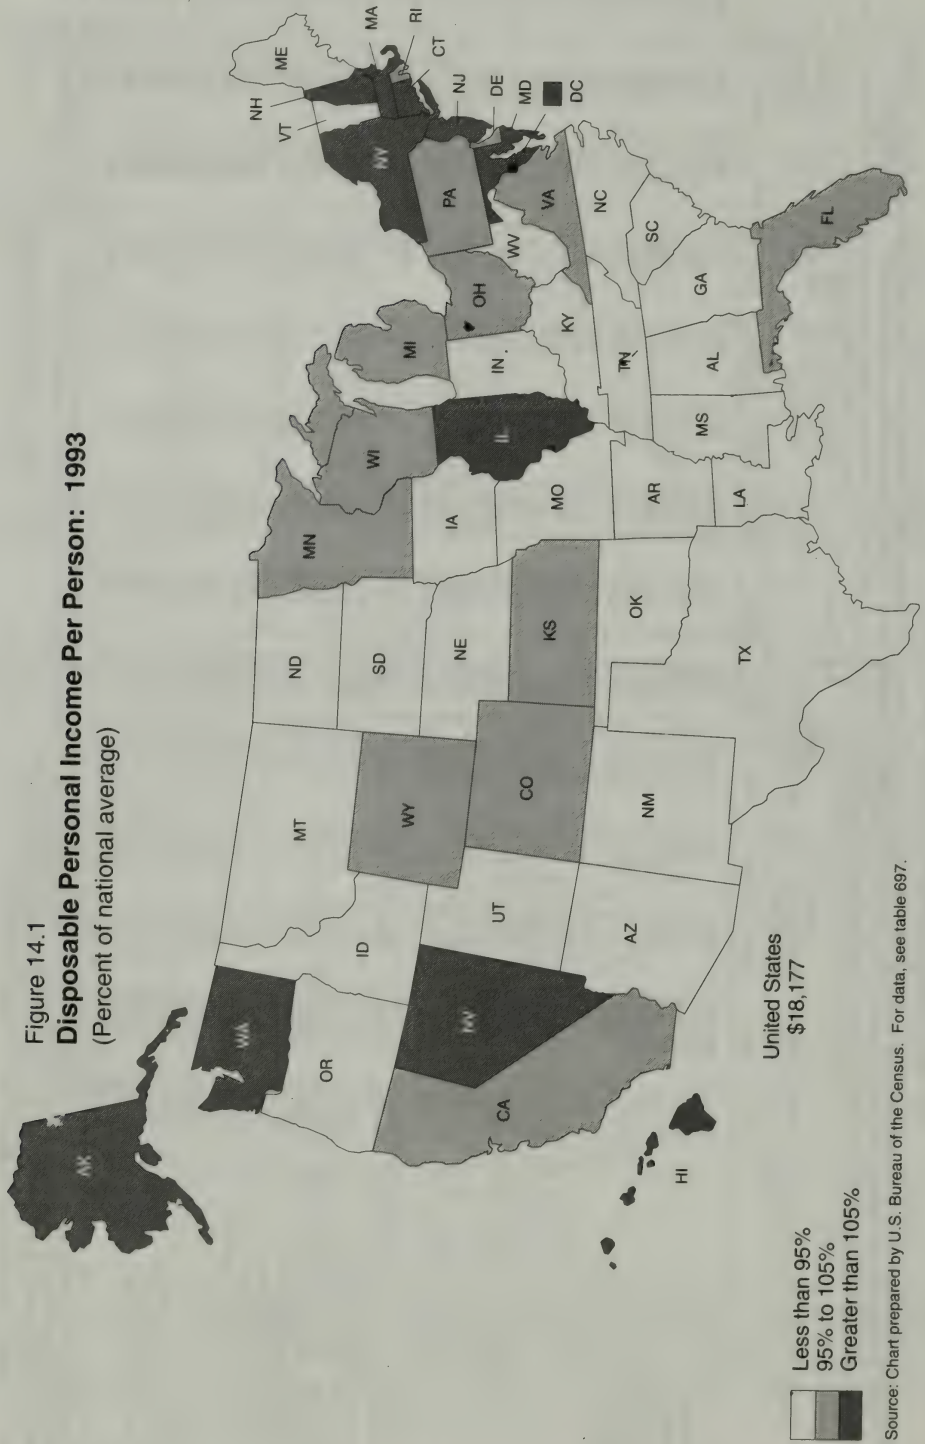 Figure 14.1
Disposable Personal Income Per Person: 1993
(Percent of national average)
AK
WA
OR
CA
NV
ID
MT
WY
UT
AZ
CO
NM
ND
SD
NE
KS
OK
TX
MN
IA
MO
AR
LA
WI
IL
MS
MI
IN
KY
TN
AL
OH
WV
GA
FL
SC
NC
VA
PA
NY
VT
NH
ME
MA
RI
CT
NJ
DE
MD
DC
HI
United States
$18,177
Less than 95%
95% to 105%
Greater than 105%
Source: Chart prepared by U.S. Bureau of the Census. For data, see table 697.